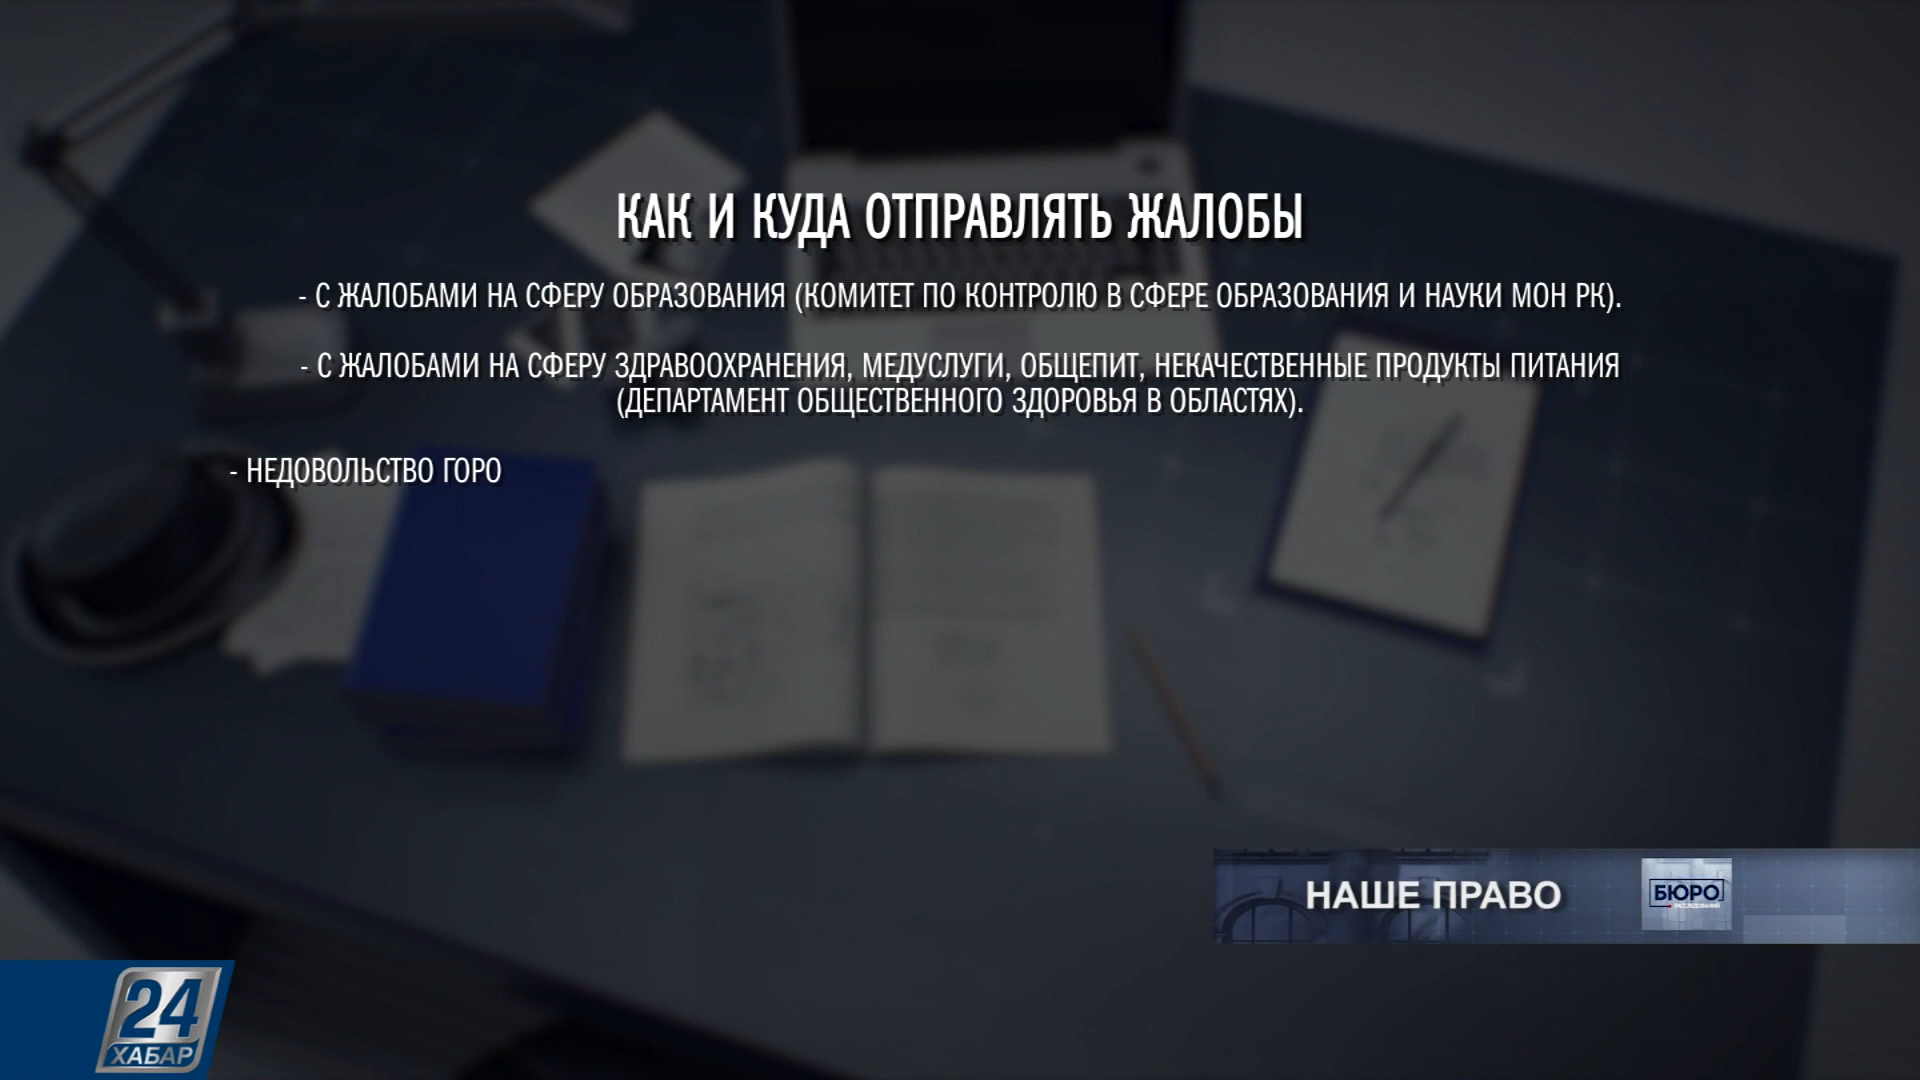 КАК И КУДА ОТПРАВЛЯТЬ ЖАЛОБЫ
- С ЖАЛОБАМИ НА СФЕРУ ОБРАЗОВАНИЯ (КОМИТЕТ ПО КОНТРОЛЮ В СФЕРЕ ОБРАЗОВАНИЯ И НАУКИ МОН РК).
- С ЖАЛОБАМИ НА СФЕРУ ЗДРАВООХРАНЕНИЯ, МЕДУСЛУГИ, ОБЩЕПИТ, НЕКАЧЕСТВЕННЫЕ ПРОДУКТЫ ПИТАНИЯ
(ДЕПАРТАМЕНТ ОБЩЕСТВЕННОГО ЗДОРОВЬЯ В ОБЛАСТЯХ).
- НЕДОВОЛЬСТВО ГОРО
НАШЕ ПРАВО
БЮРО
24
ХАБАР